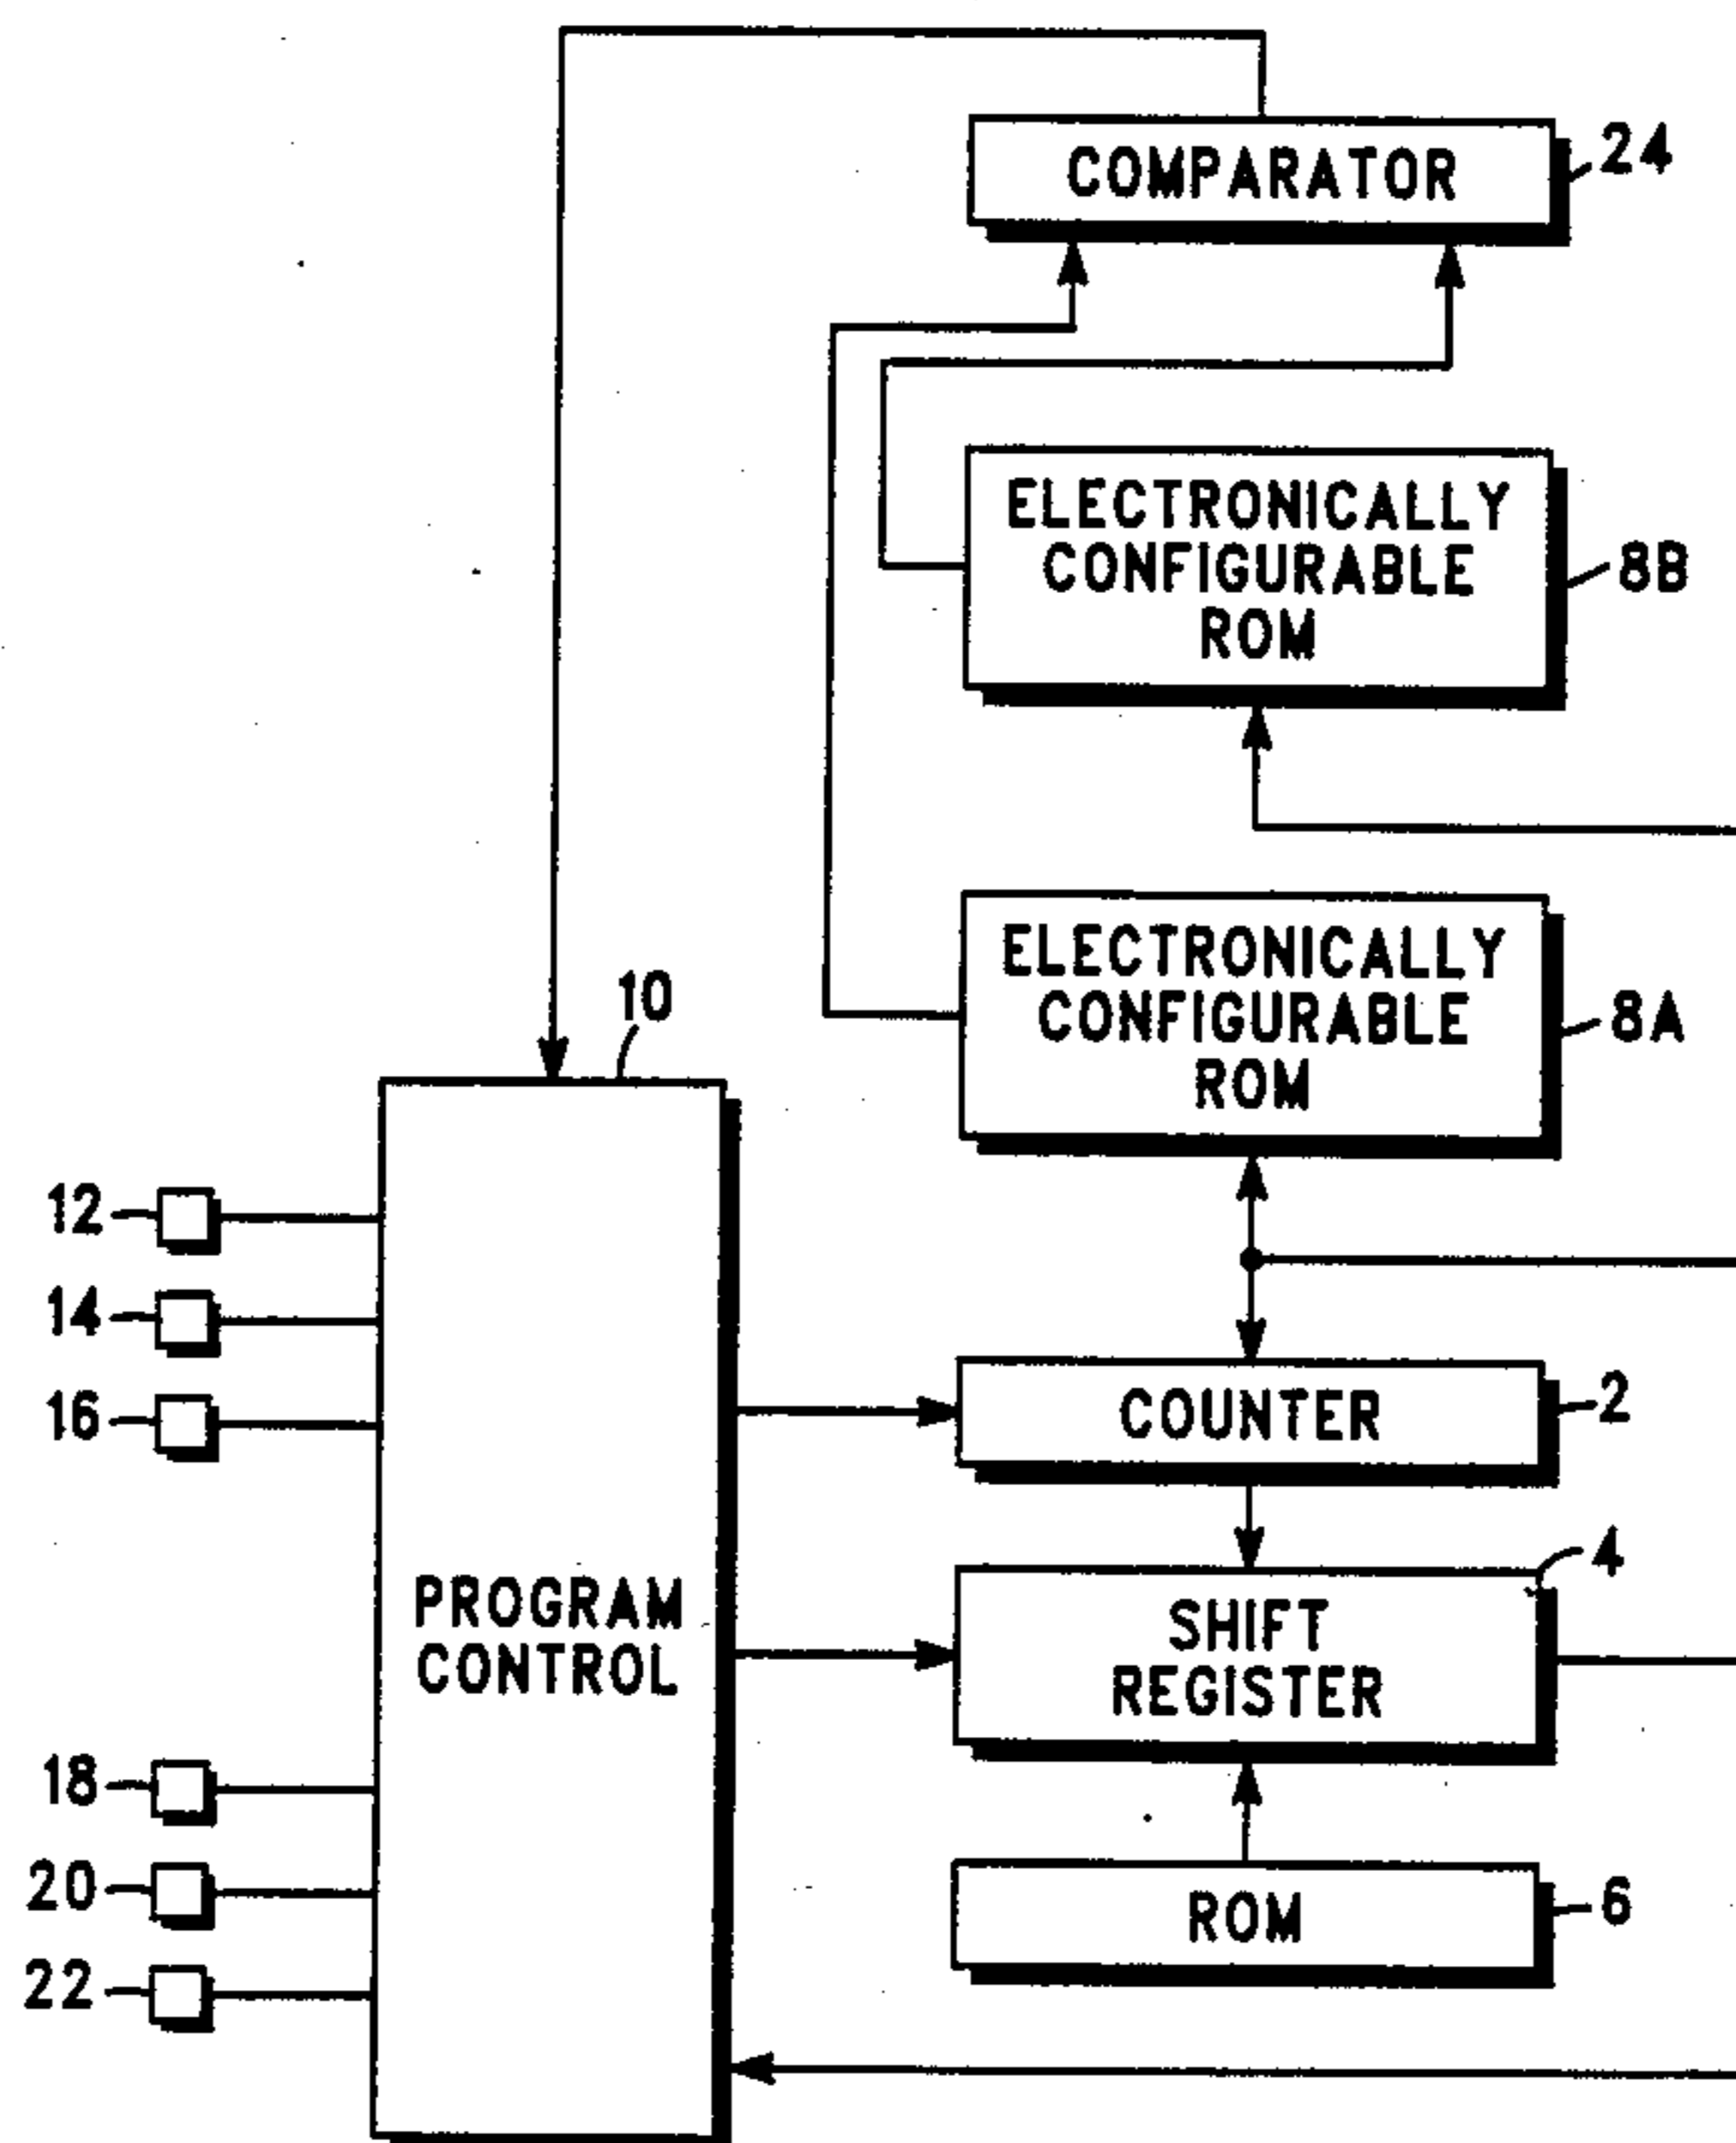 COMPARATOR
24
ELECTRONICALLY
CONFIGURABLE
ROM
8B
ELECTRONICALLY
CONFIGURABLE
ROM
8A
10
12
14
16
COUNTER
2
PROGRAM
CONTROL
SHIFT
REGISTER
4
18
20
22
ROM
6